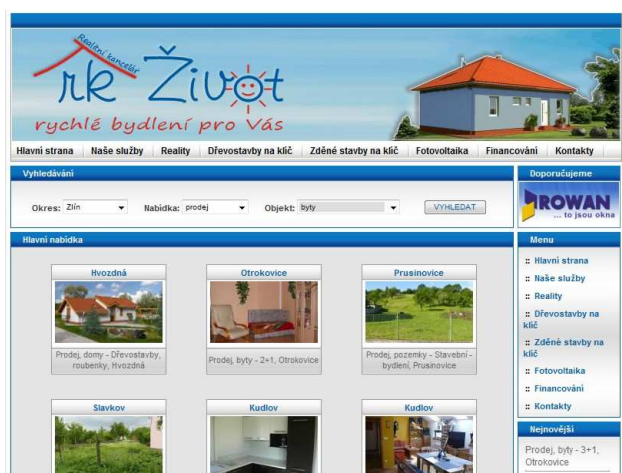 Realitní kancelář
rk Život
rychlé bydlení pro Vás
Hlavní strana Naše služby Reality Dřevostavby na klíč Zděné stavby na klíč Fotovoltaika Financování Kontakty
Vyhledávání
Okres: Zlín Nabídka: prodej Objekt: byty VYHLEDAT
Doporučujeme
ROWAN
... to jsou okna
Hlavní nabídka
Hvozdná
Prodej, domy - Dřevostavby,
roubenky, Hvozdná
Otrokovice
Prodej, byty - 2+1, Otrokovice
Prusinovice
Prodej, pozemky - Stavební -
bydlení, Prusinovice
Slavkov
Kudlov
Kudlov
Menu
:: Hlavní strana
:: Naše služby
:: Reality
:: Dřevostavby na
klíč
:: Zděné stavby na
klíč
:: Fotovoltaika
:: Financování
:: Kontakty
Nejnovější
Prodej, byty - 3+1,
Otrokovice